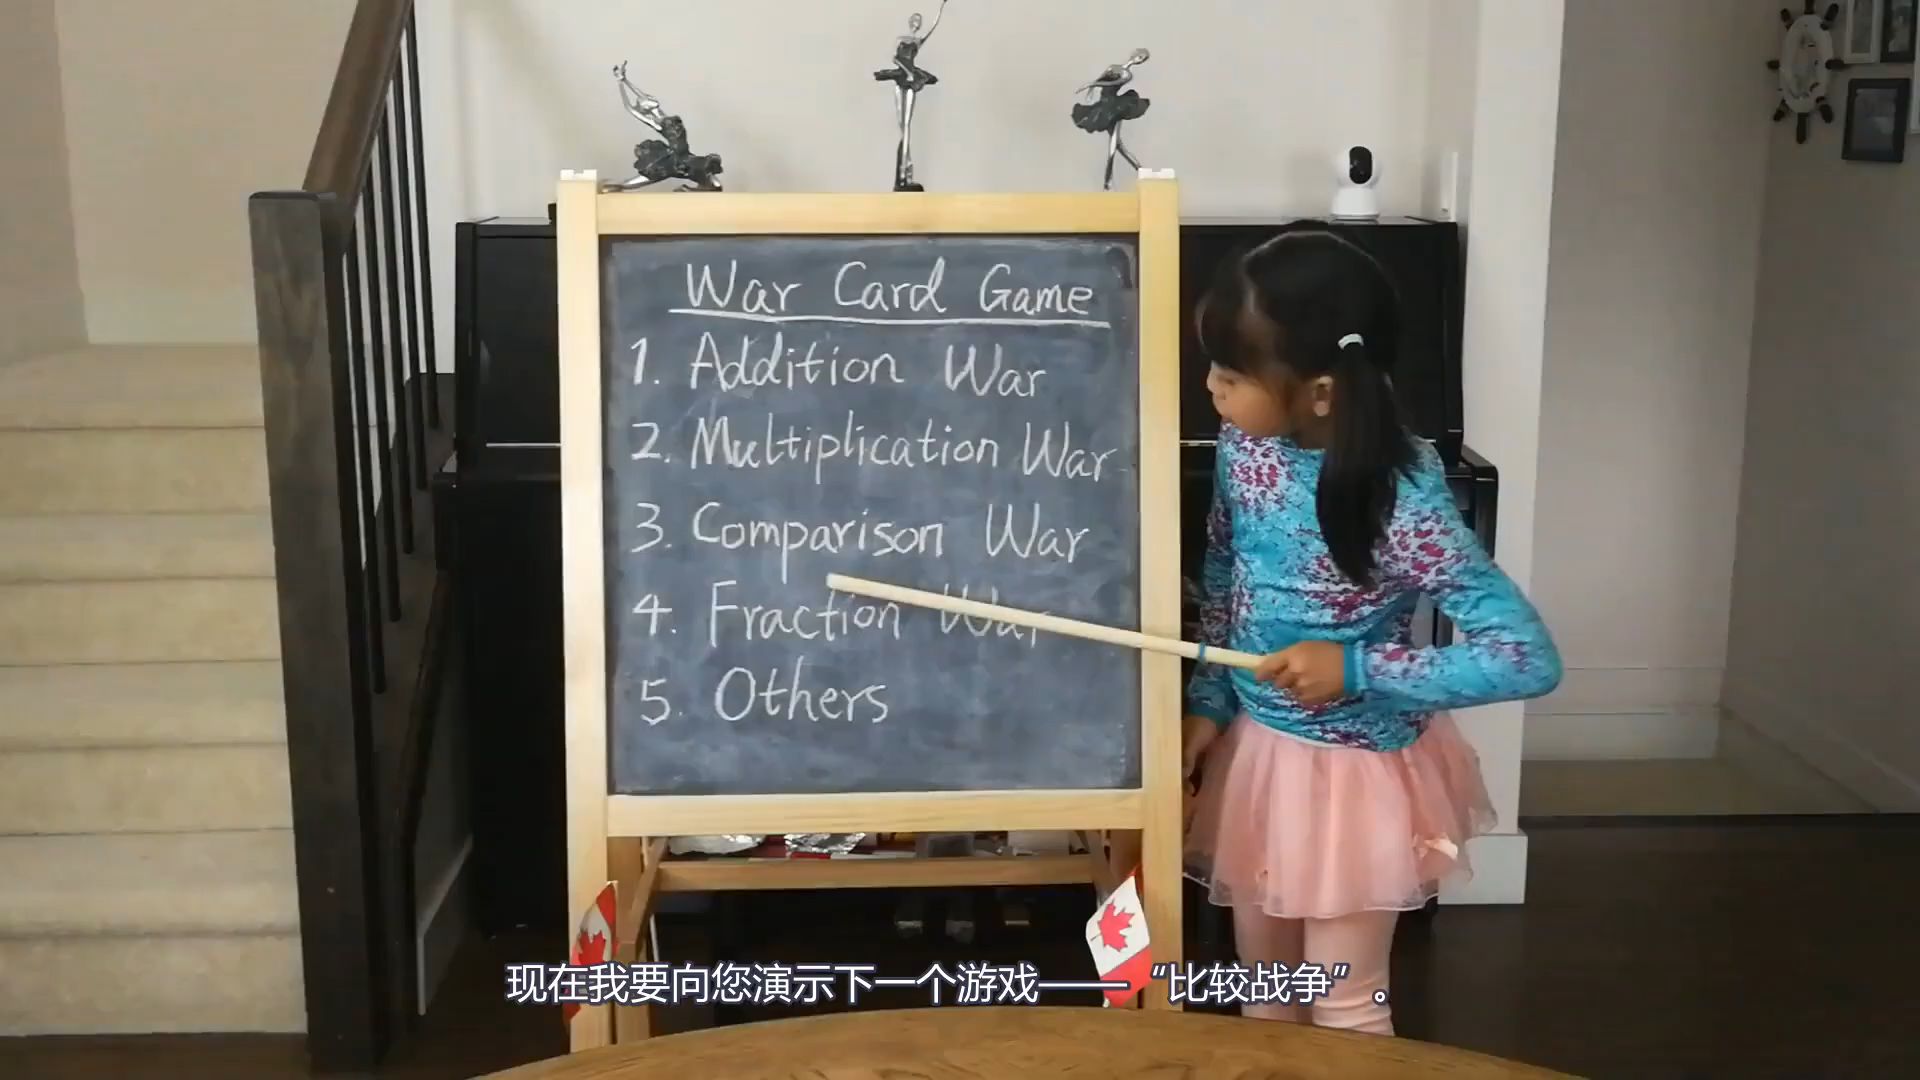 War Card Game
1. Addition War
2. Multiplication War
3. Comparison War
4. Fraction War
5. Others
现在我要向您演示下一个游戏——“比较战争”。